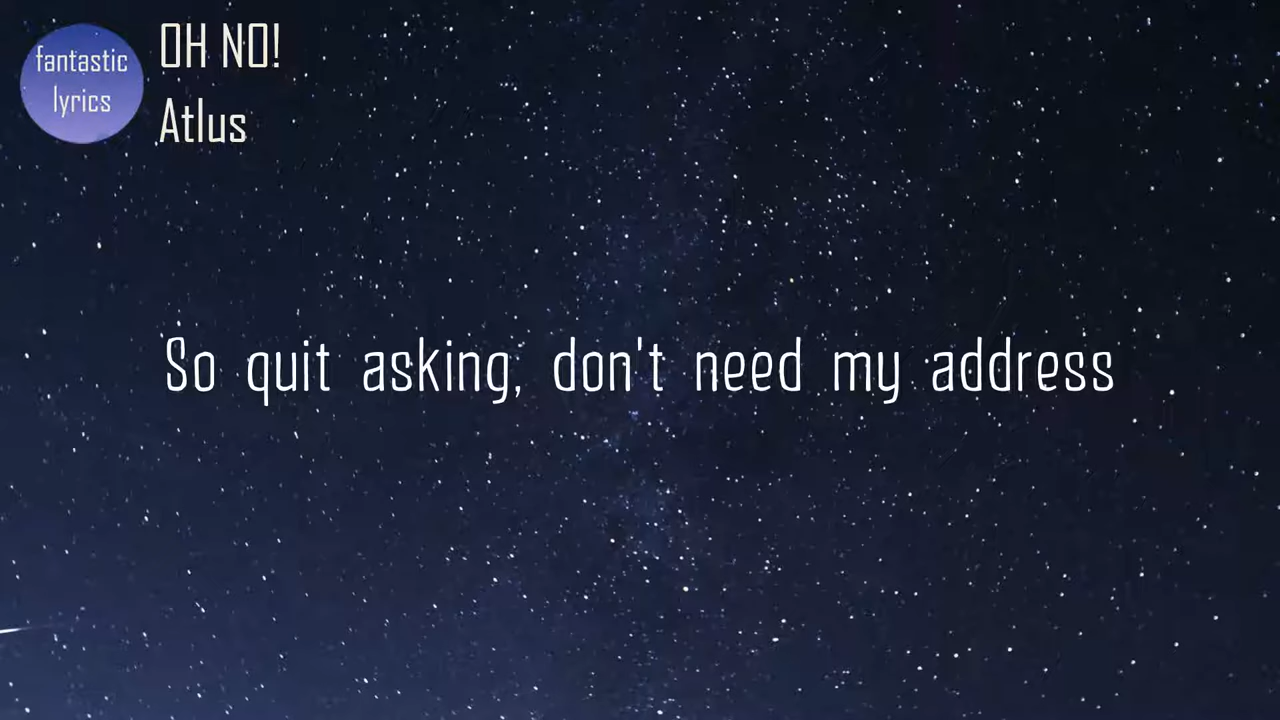 fantastic
lyrics
OH NO!
Atlus
So quit asking, don't need my address